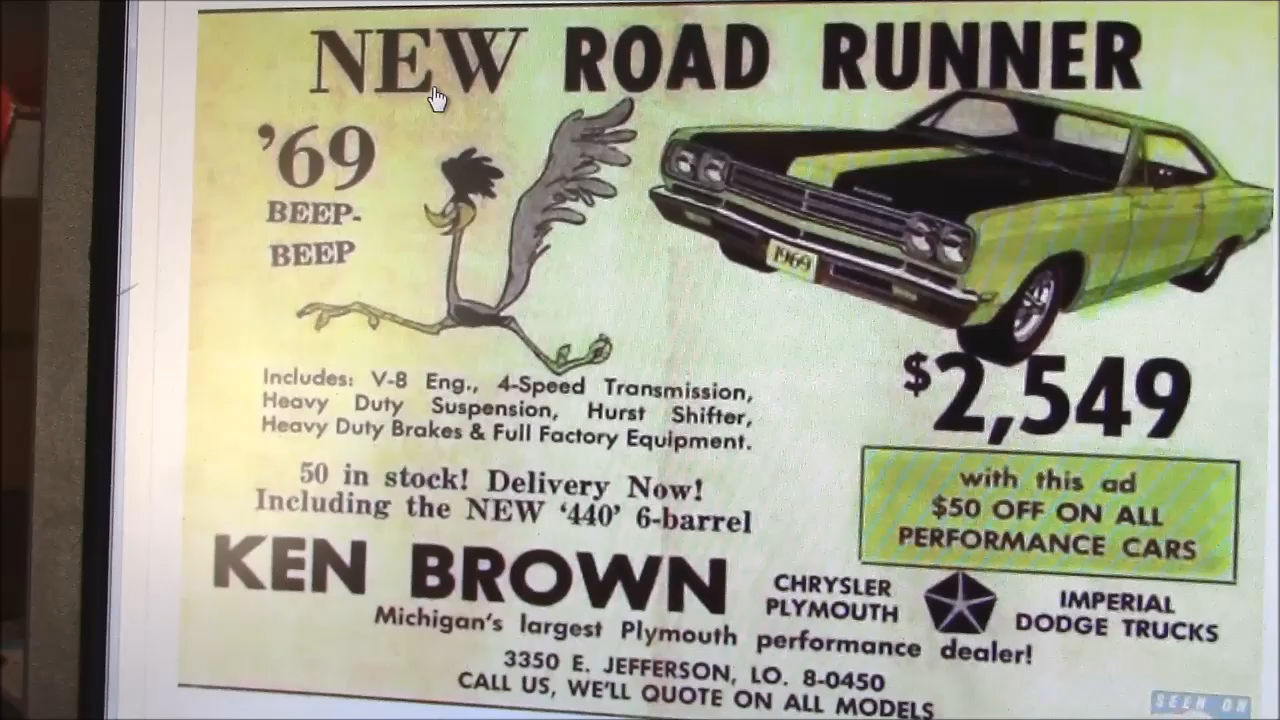 NEW ROAD RUNNER
'69
BEEP-
BEEP
1969
Includes: V-8 Eng., 4-Speed Transmission,
Heavy Duty Suspension, Hurst Shifter,
Heavy Duty Brakes & Full Factory Equipment.
$2,549
50 in stock! Delivery Now!
Including the NEW '440' 6-barrel
with this ad
$50 OFF ON ALL
PERFORMANCE CARS
KEN BROWN
CHRYSLER
PLYMOUTH
IMPERIAL
DODGE TRUCKS
Michigan's largest Plymouth performance dealer!
3350 E. JEFFERSON, LO. 8-0450
CALL US, WE'LL QUOTE ON ALL MODELS
SEEN ON